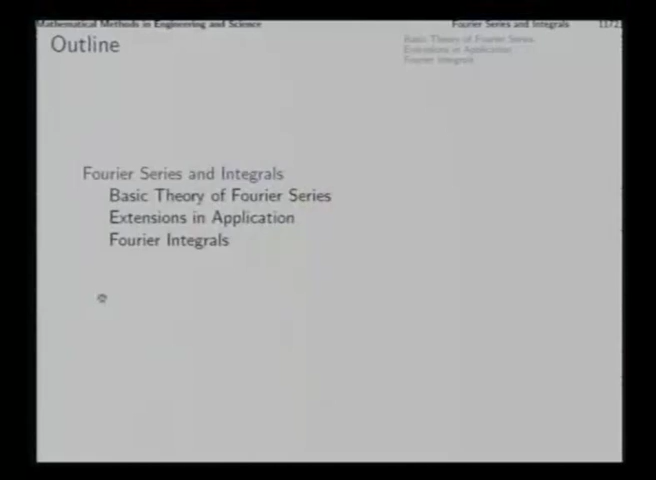 Mathematical Methods in Engineering and Science
Fourier Series and Integrals
Outline
Basic Theory of Fourier Series
Extensions in Application
Fourier Integrals
Fourier Series and Integrals
Basic Theory of Fourier Series
Extensions in Application
Fourier Integrals